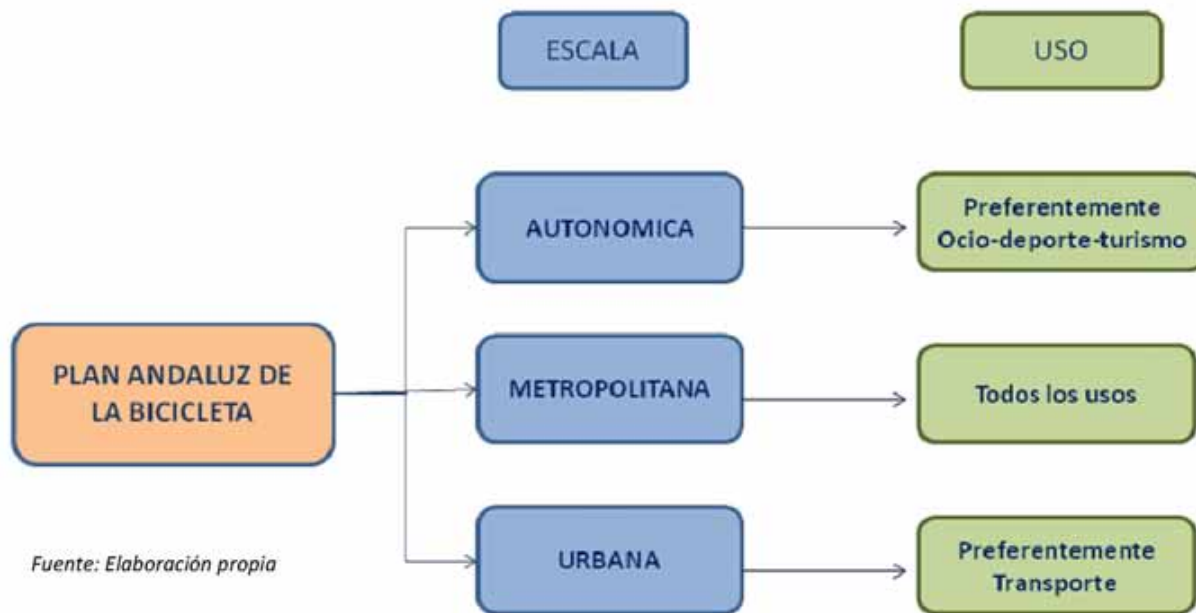 ESCALA
USO
AUTONOMICA
Preferentemente
Ocio-deporte-turismo
PLAN ANDALUZ DE
LA BICICLETA
METROPOLITANA
Todos los usos
URBANA
Preferentemente
Transporte
Fuente: Elaboración propia